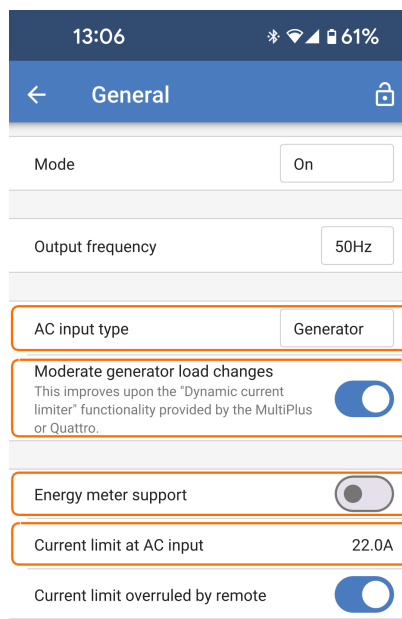 13:06 61%
General
Mode On
Output frequency 50Hz
AC input type Generator
Moderate generator load changes
This improves upon the "Dynamic current
limiter" functionality provided by the MultiPlus
or Quattro.
Energy meter support
Current limit at AC input 22.0A
Current limit overruled by remote